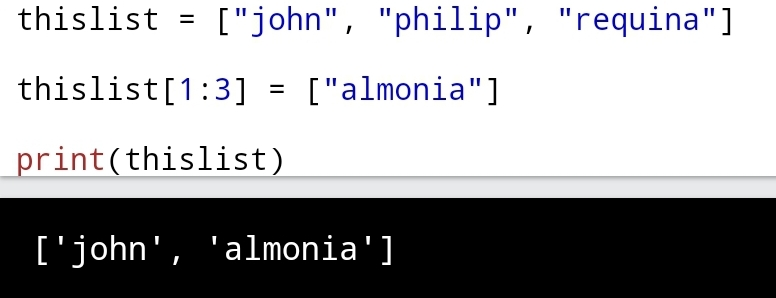 thislist = ["john", "philip", "requina"]
thislist[1:3] = ["almonia"]
print(thislist)
['john', 'almonia']